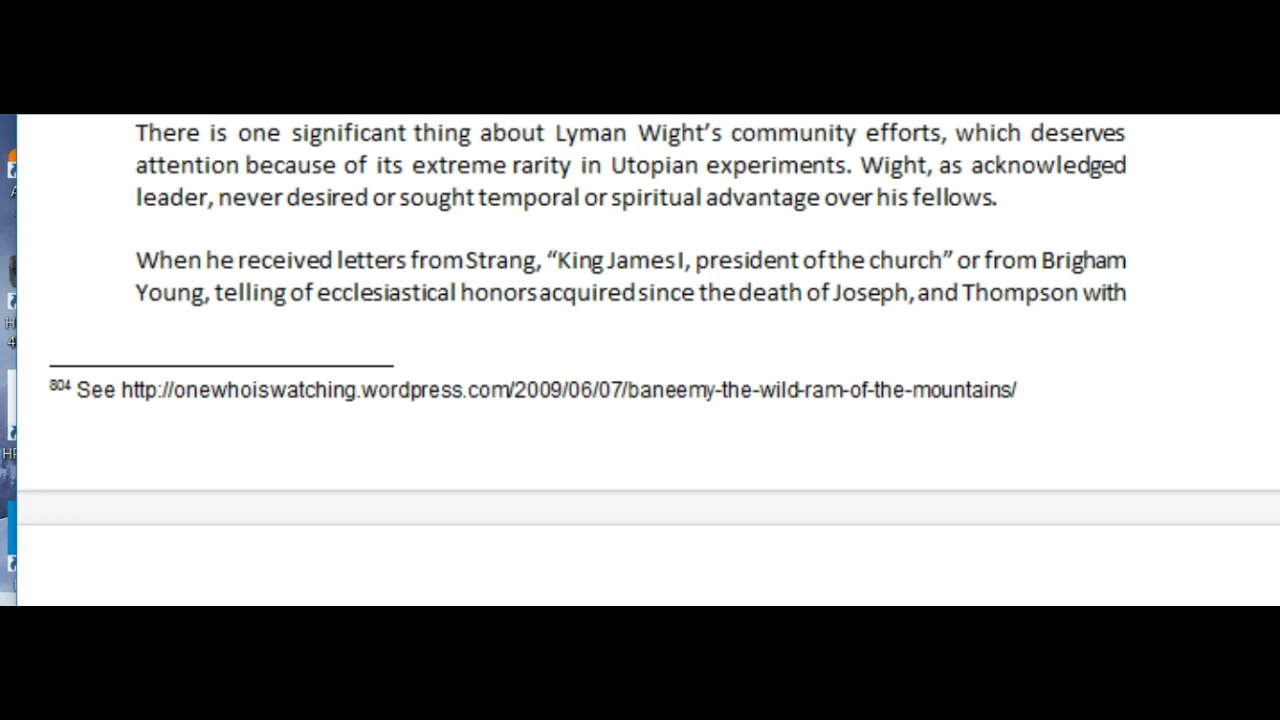 There is one significant thing about Lyman Wight’s community efforts, which deserves
attention because of its extreme rarity in Utopian experiments. Wight, as acknowledged
leader, never desired or sought temporal or spiritual advantage over his fellows.
When he received letters from Strang, “King James I, president of the church” or from Brigham
Young, telling of ecclesiastical honors acquired since the death of Joseph, and Thompson with
804 See http://onewhoiswatching.wordpress.com/2009/06/07/baneemy-the-wild-ram-of-the-mountains/